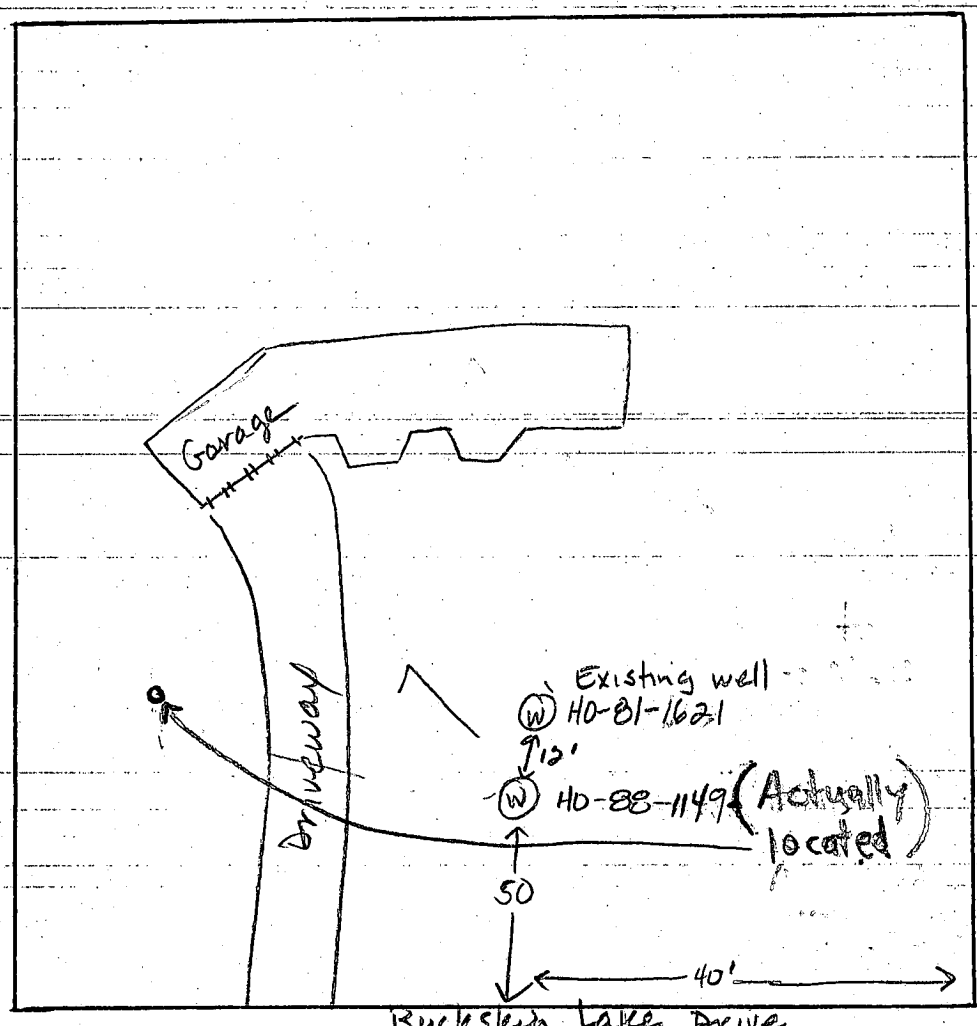 Garage
Driveway
Existing well
W HO-81-1621
12'
W HO-88-1149 (Actually
located)
50
40'
Buckskin Lake Drive